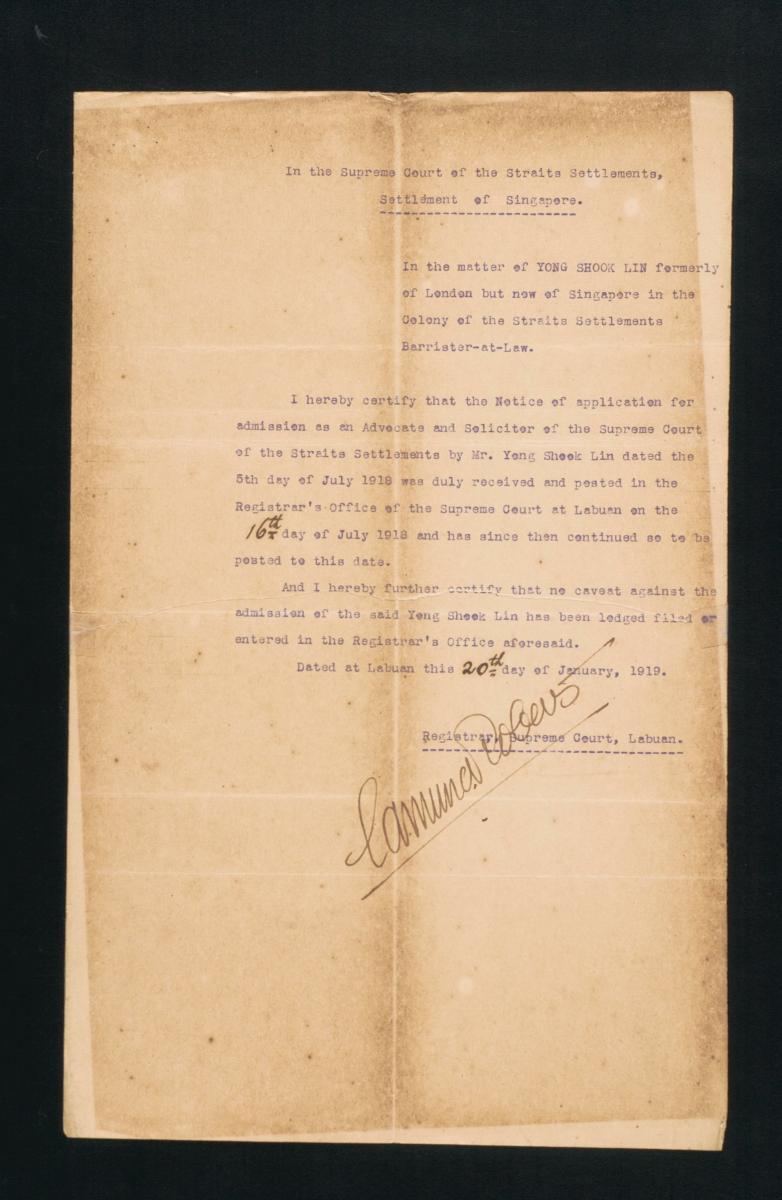 In the Supreme Court of the Straits Settlements,
Settlement of Singapore.
In the matter of YONG SHOOK LIN formerly
of London but now of Singapore in the
Colony of the Straits Settlements
Barrister-at-Law.
I hereby certify that the Notice of application for
admission as an Advocate and Solicitor of the Supreme Court
of the Straits Settlements by Mr. Yong Shook Lin dated the
5th day of July 1918 was duly received and posted in the
Registrar's Office of the Supreme Court at Labuan on the
16th day of July 1918 and has since then continued so to be
posted to this date.
And I hereby further certify that no caveat against the
admission of the said Yong Shook Lin has been lodged filed or
entered in the Registrar's Office aforesaid.
Dated at Labuan this 20th day of January, 1919.
Registrar, Supreme Court, Labuan.